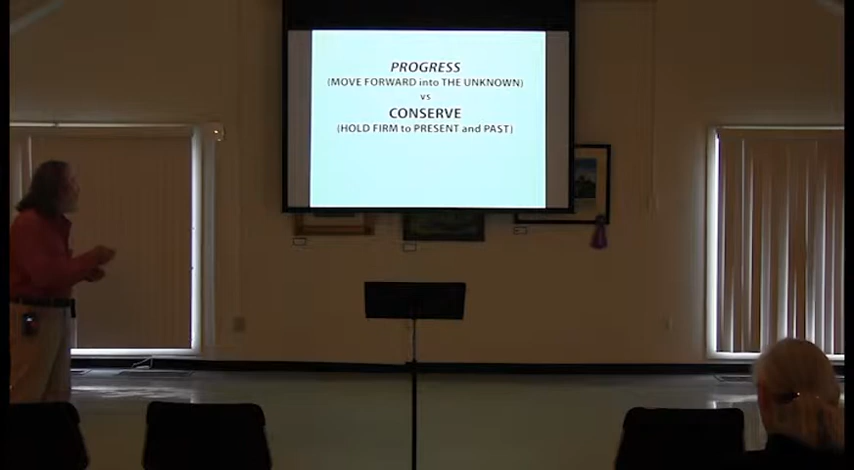 PROGRESS
(MOVE FORWARD into THE UNKNOWN)
vs
CONSERVE
(HOLD FIRM to PRESENT and PAST)